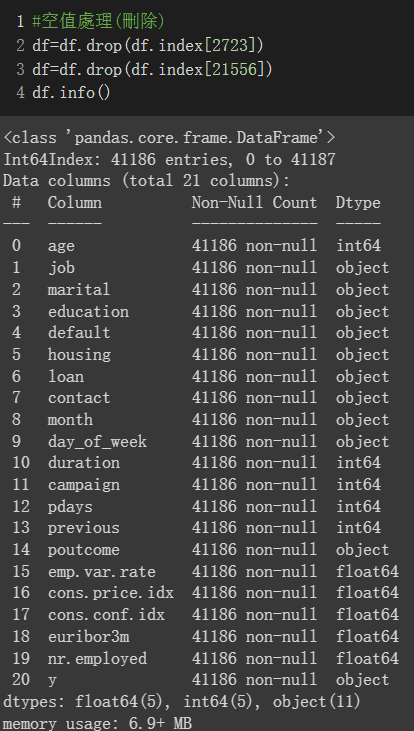 1 #空值處理(刪除)
2 df=df.drop(df.index[2723])
3 df=df.drop(df.index[21556])
4 df.info()
<class 'pandas.core.frame.DataFrame'>
Int64Index: 41186 entries, 0 to 41187
Data columns (total 21 columns):
 #   Column          Non-Null Count  Dtype
---  ------          --------------  -----
 0   age             41186 non-null  int64
 1   job             41186 non-null  object
 2   marital         41186 non-null  object
 3   education       41186 non-null  object
 4   default         41186 non-null  object
 5   housing         41186 non-null  object
 6   loan            41186 non-null  object
 7   contact         41186 non-null  object
 8   month           41186 non-null  object
 9   day_of_week     41186 non-null  object
 10  duration        41186 non-null  int64
 11  campaign        41186 non-null  int64
 12  pdays           41186 non-null  int64
 13  previous        41186 non-null  int64
 14  poutcome        41186 non-null  object
 15  emp.var.rate    41186 non-null  float64
 16  cons.price.idx  41186 non-null  float64
 17  cons.conf.idx   41186 non-null  float64
 18  euribor3m       41186 non-null  float64
 19  nr.employed     41186 non-null  float64
 20  y               41186 non-null  object
dtypes: float64(5), int64(5), object(11)
memory usage: 6.9+ MB